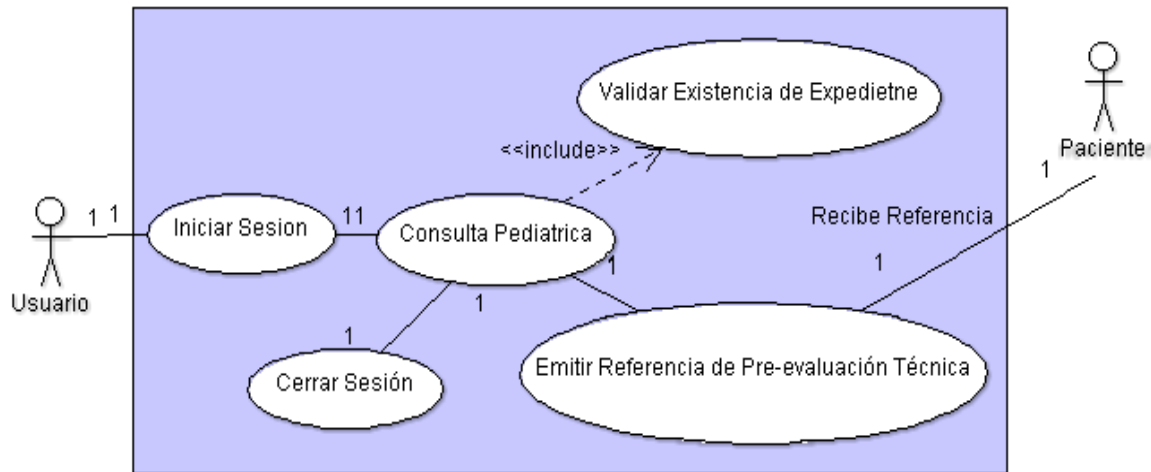 Validar Existencia de Expedietne
<<include>>
Paciente
1
1 1
Iniciar Sesion
11
Consulta Pediatrica
Recibe Referencia
Usuario
1
1
1
1
Cerrar Sesión
Emitir Referencia de Pre-evaluación Técnica